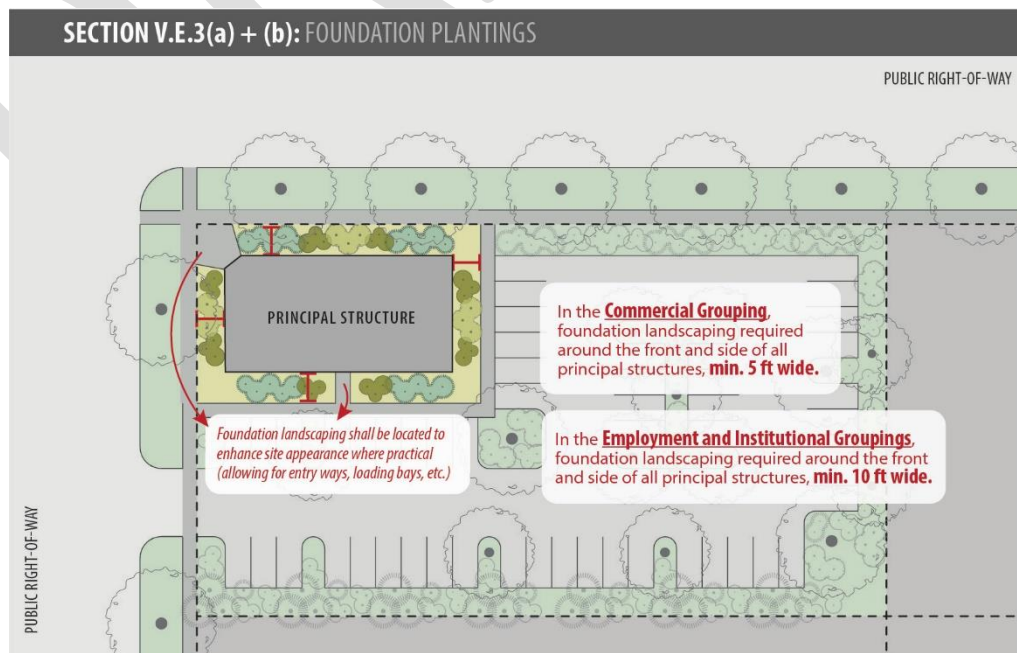 SECTION V.E.3(a) + (b): FOUNDATION PLANTINGS
PUBLIC RIGHT-OF-WAY
PRINCIPAL STRUCTURE
In the Commercial Grouping,
foundation landscaping required
around the front and side of all
principal structures, min. 5 ft wide.
Foundation landscaping shall be located to
enhance site appearance where practical
(allowing for entry ways, loading bays, etc.)
In the Employment and Institutional Groupings,
foundation landscaping required around the front
and side of all principal structures, min. 10 ft wide.
PUBLIC RIGHT-OF-WAY